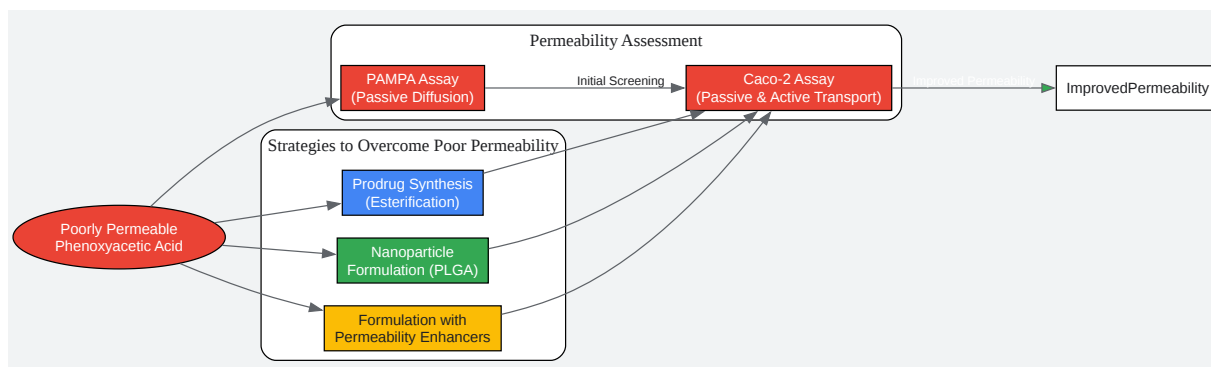 Permeability Assessment
PAMPA Assay
(Passive Diffusion)
Initial Screening
Caco-2 Assay
(Passive & Active Transport)
Improved Permeability
ImprovedPermeability
Strategies to Overcome Poor Permeability
Prodrug Synthesis
(Esterification)
Poorly Permeable
Phenoxyacetic Acid
Nanoparticle
Formulation (PLGA)
Formulation with
Permeability Enhancers